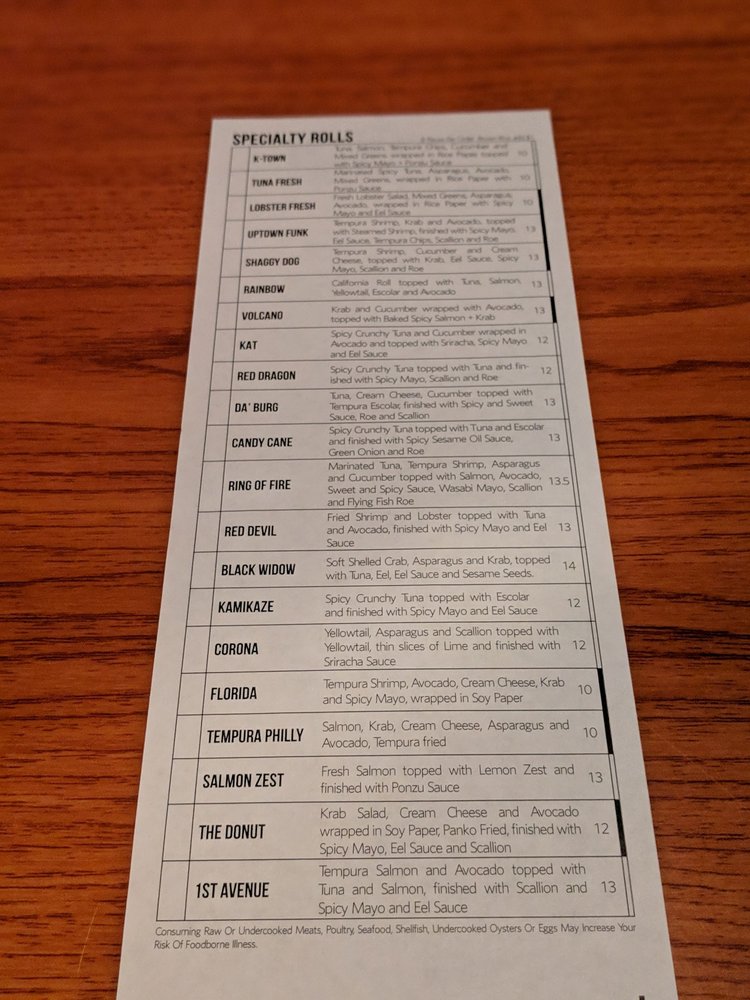 SPECIALTY ROLLS
K-TOWN
Tuna, Salmon, Tempura Chips, Cucumber and
Mixed Greens wrapped in Rice Paper topped
with Spicy Mayo + Ponzu Sauce
10
TUNA FRESH
Marinated Spicy Tuna, Asparagus, Avocado,
Mixed Greens, wrapped in Rice Paper with
Ponzu Sauce
10
LOBSTER FRESH
Fresh Lobster Salad, Mixed Greens, Asparagus,
Avocado, wrapped in Rice Paper with Spicy
Mayo and Eel Sauce
10
UPTOWN FUNK
Tempura Shrimp, Krab and Avocado, topped
with Steamed Shrimp, finished with Spicy Mayo,
Eel Sauce, Tempura Chips, Scallion and Roe
13
SHAGGY DOG
Tempura Shrimp, Cucumber and Cream
Cheese, topped with Krab, Eel Sauce, Spicy
Mayo, Scallion and Roe
13
RAINBOW
California Roll topped with Tuna, Salmon,
Yellowtail, Escolar and Avocado
13
VOLCANO
Krab and Cucumber wrapped with Avocado,
topped with Baked Spicy Salmon + Krab
13
KAT
Spicy Crunchy Tuna and Cucumber wrapped in
Avocado and topped with Sriracha, Spicy Mayo
and Eel Sauce
12
RED DRAGON
Spicy Crunchy Tuna topped with Tuna and fin-
ished with Spicy Mayo, Scallion and Roe
12
DA' BURG
Tuna, Cream Cheese, Cucumber topped with
Tempura Escolar, finished with Spicy and Sweet
Sauce, Roe and Scallion
13
CANDY CANE
Spicy Crunchy Tuna topped with Tuna and Escolar
and finished with Spicy Sesame Oil Sauce,
Green Onion and Roe
13
RING OF FIRE
Marinated Tuna, Tempura Shrimp, Asparagus
and Cucumber topped with Salmon, Avocado,
Sweet and Spicy Sauce, Wasabi Mayo, Scallion
and Flying Fish Roe
13.5
RED DEVIL
Fried Shrimp and Lobster topped with Tuna
and Avocado, finished with Spicy Mayo and Eel
Sauce
13
BLACK WIDOW
Soft Shelled Crab, Asparagus and Krab, topped
with Tuna, Eel, Eel Sauce and Sesame Seeds.
14
KAMIKAZE
Spicy Crunchy Tuna topped with Escolar
and finished with Spicy Mayo and Eel Sauce
12
CORONA
Yellowtail, Asparagus and Scallion topped with
Yellowtail, thin slices of Lime and finished with
Sriracha Sauce
12
FLORIDA
Tempura Shrimp, Avocado, Cream Cheese, Krab
and Spicy Mayo, wrapped in Soy Paper
10
TEMPURA PHILLY
Salmon, Krab, Cream Cheese, Asparagus and
Avocado, Tempura fried
10
SALMON ZEST
Fresh Salmon topped with Lemon Zest and
finished with Ponzu Sauce
13
THE DONUT
Krab Salad, Cream Cheese and Avocado
wrapped in Soy Paper, Panko Fried, finished with
Spicy Mayo, Eel Sauce and Scallion
12
1ST AVENUE
Tempura Salmon and Avocado topped with
Tuna and Salmon, finished with Scallion and
Spicy Mayo and Eel Sauce
13
Consuming Raw Or Undercooked Meats, Poultry, Seafood, Shellfish, Undercooked Oysters Or Eggs May Increase Your
Risk Of Foodborne Illness.